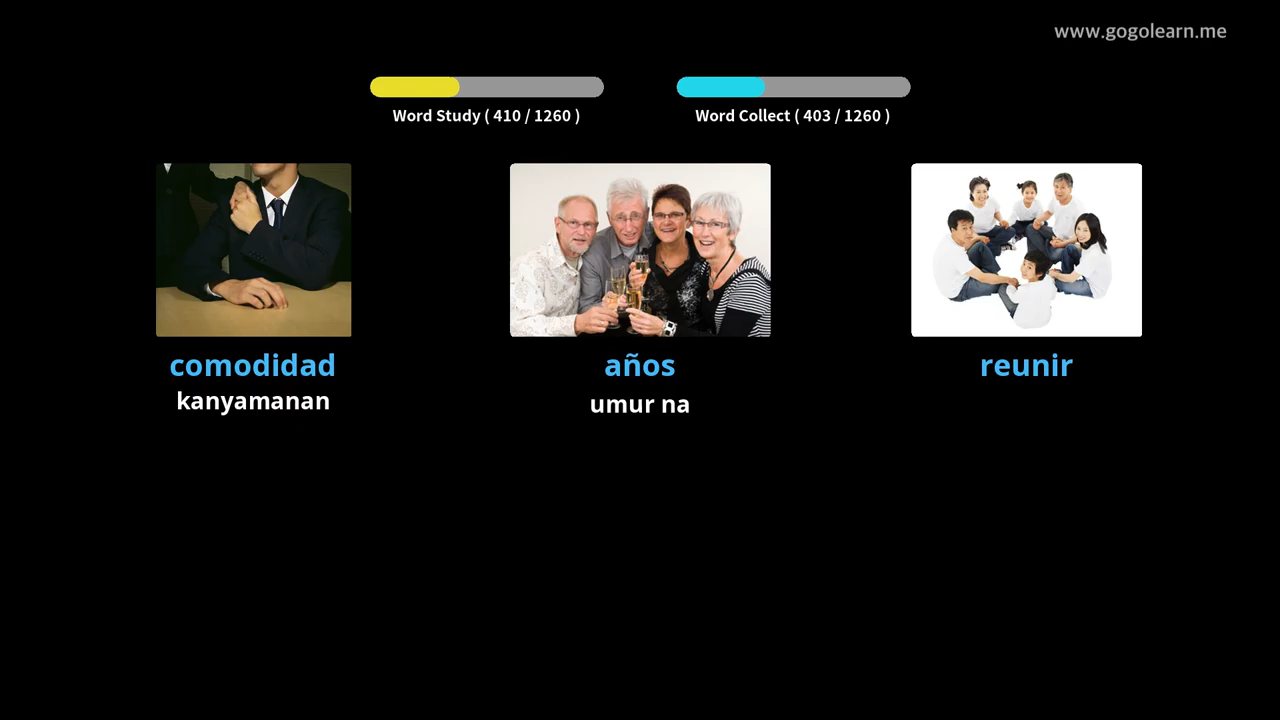 www.gogolearn.me
Word Study ( 410 / 1260 )
Word Collect ( 403 / 1260 )
comodidad
kanyamanan
años
umur na
reunir